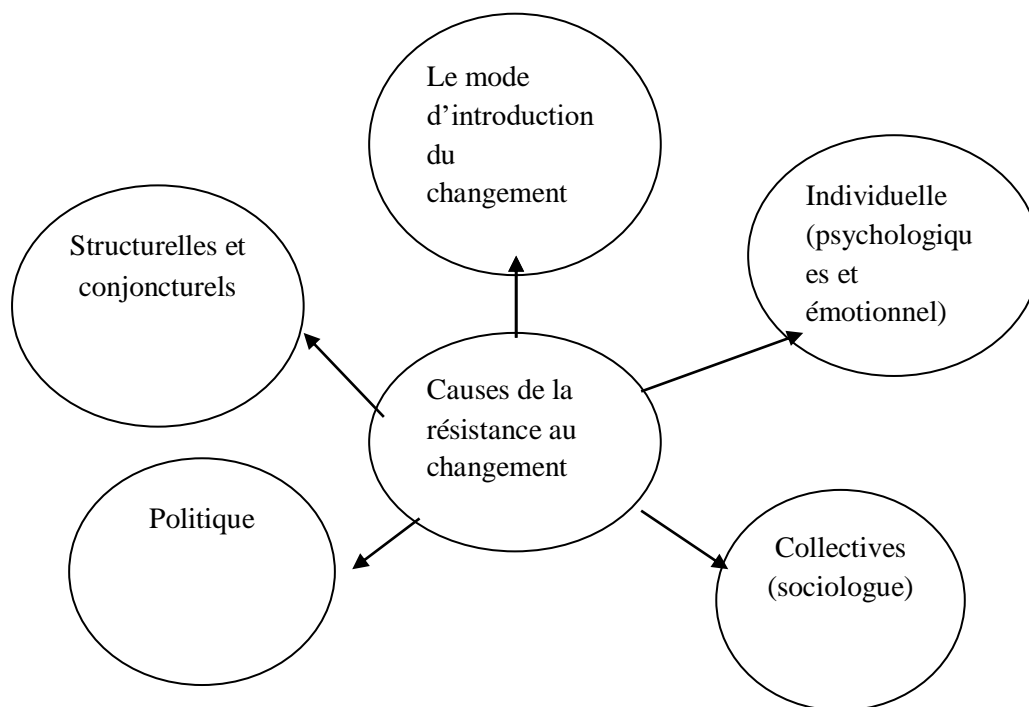 Le mode
d’introduction
du
changement
Individuelle
(psychologiqu
es et
émotionnel)
Structurelles et
conjoncturels
Causes de la
résistance au
changement
Politique
Collectives
(sociologue)